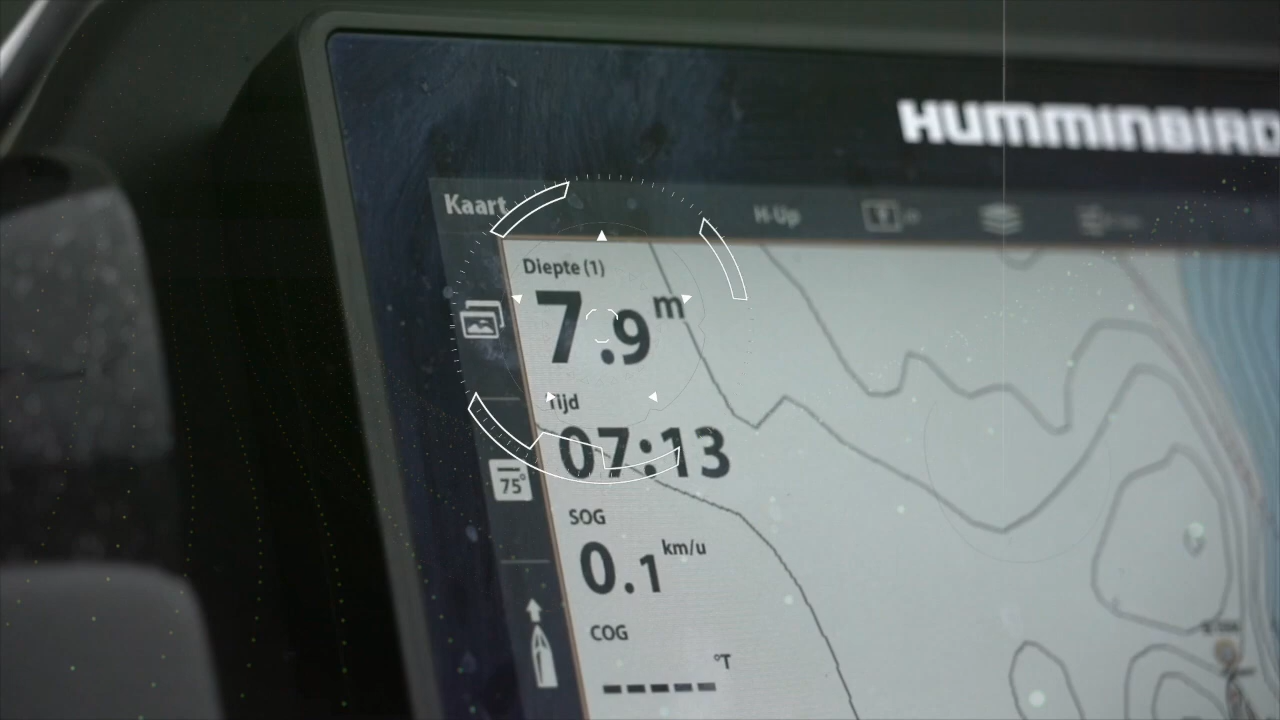 HUMMINBIRD
Kaart
H-Up
Diepte (1)
7.9 m
Tijd
07:13
75°
SOG
0.1 km/u
COG
°T
-----